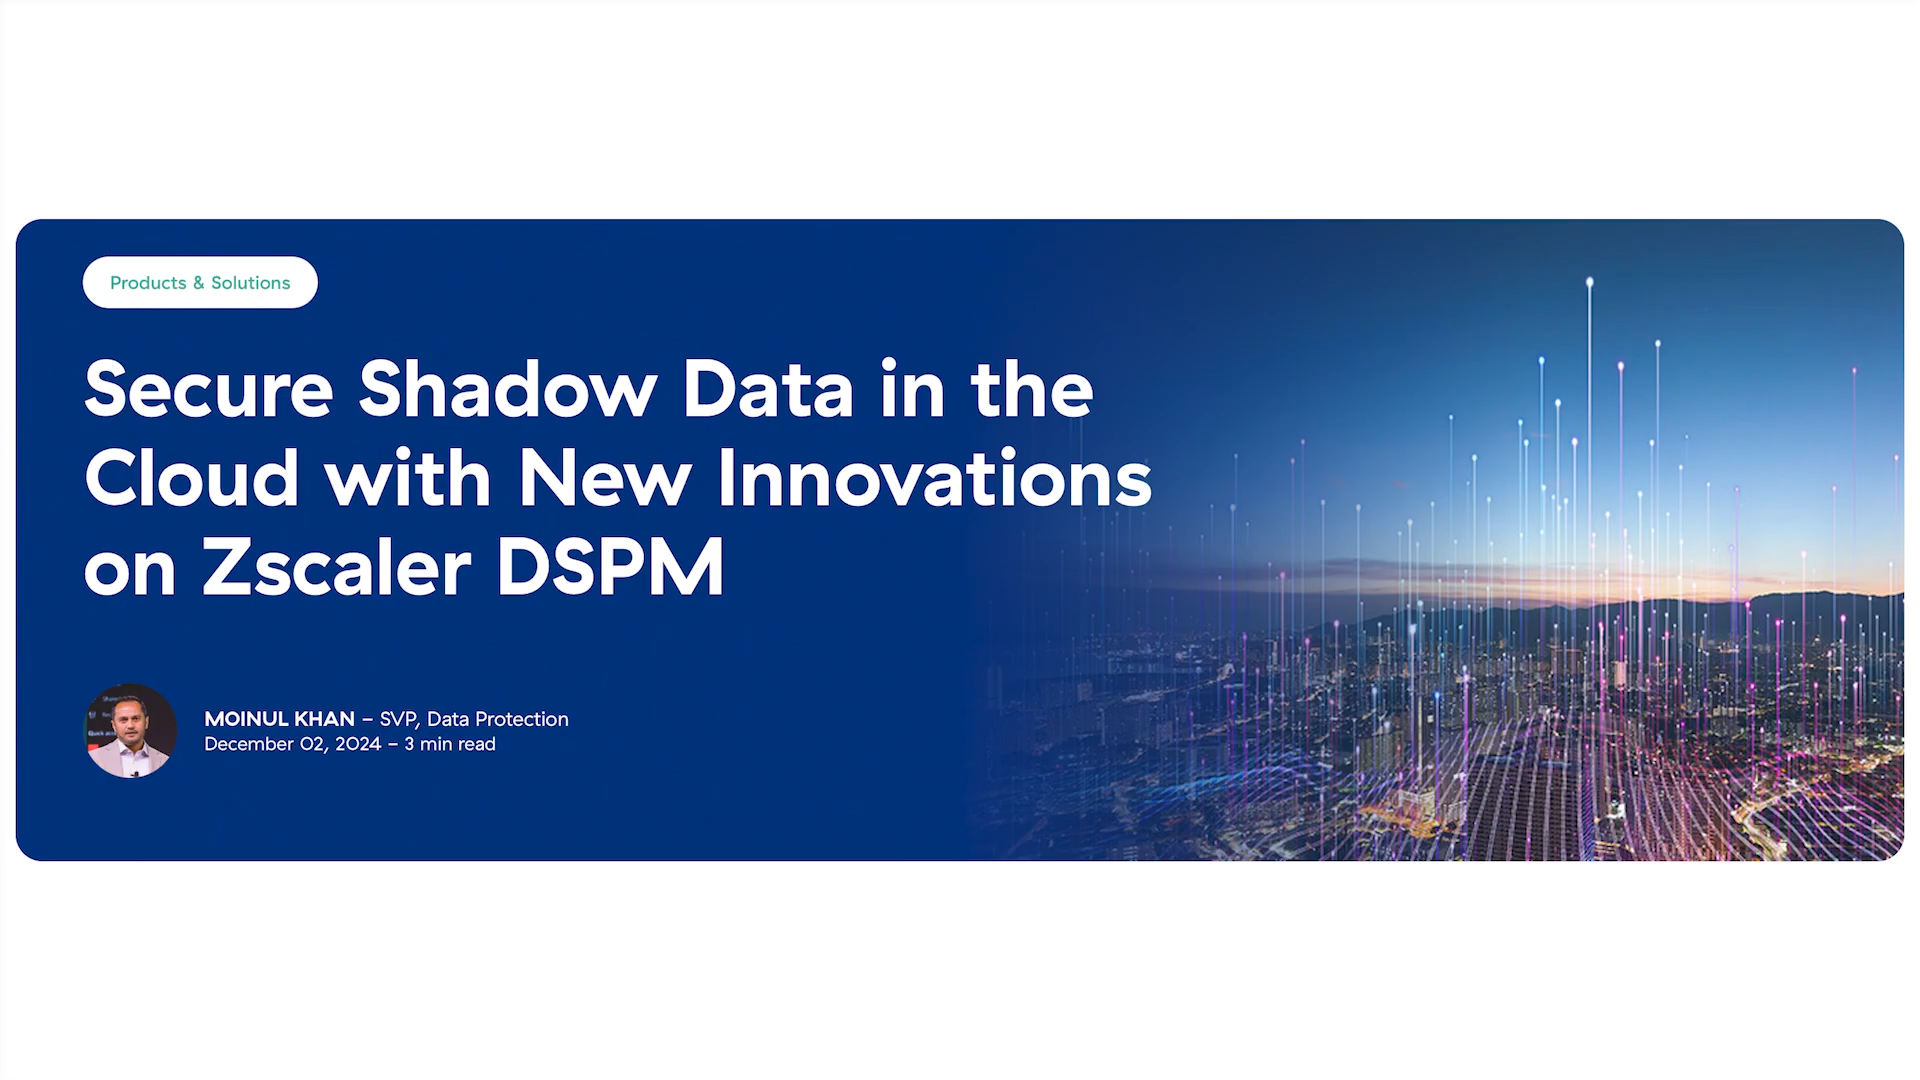 Products & Solutions
Secure Shadow Data in the
Cloud with New Innovations
on Zscaler DSPM
MOINUL KHAN – SVP, Data Protection
December 02, 2024 – 3 min read